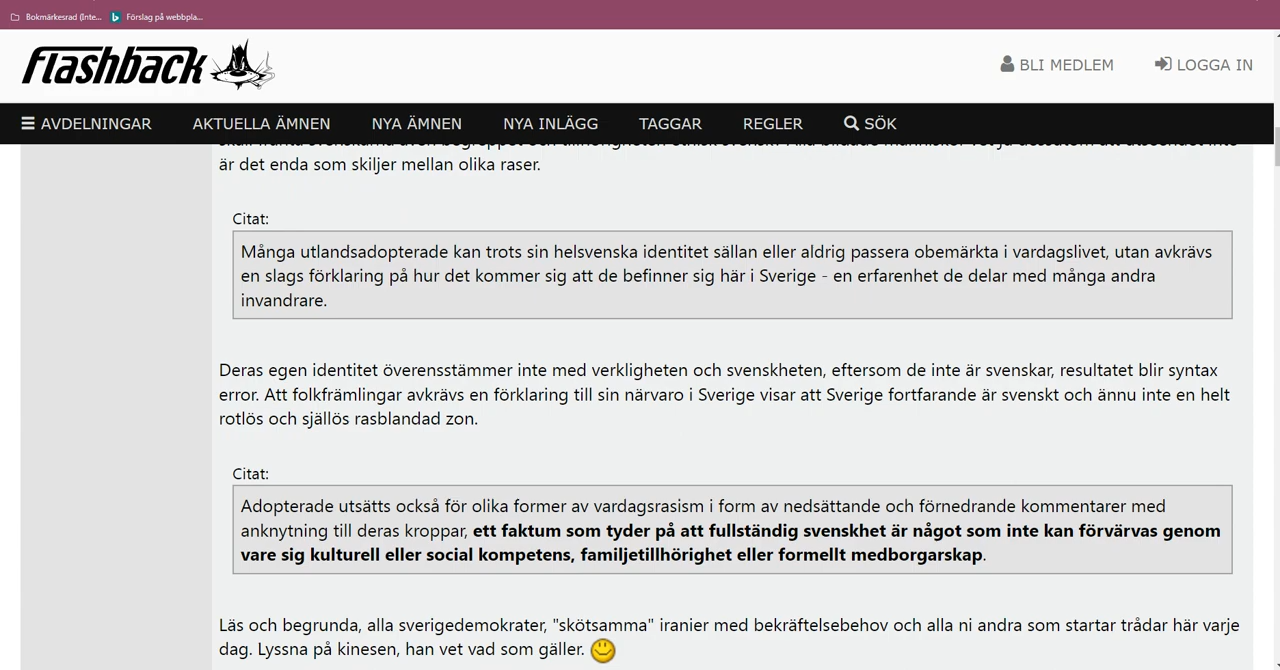 Bokmärkesrad (Inte...
Förslag på webbpla...
flashback
BLI MEDLEM
LOGGA IN
AVDELNINGAR
AKTUELLA ÄMNEN
NYA ÄMNEN
NYA INLÄGG
TAGGAR
REGLER
SÖK
är det enda som skiljer mellan olika raser.
Citat:
Många utlandsadopterade kan trots sin helsvenska identitet sällan eller aldrig passera obemärkta i vardagslivet, utan avkrävs
en slags förklaring på hur det kommer sig att de befinner sig här i Sverige - en erfarenhet de delar med många andra
invandrare.
Deras egen identitet överensstämmer inte med verkligheten och svenskheten, eftersom de inte är svenskar, resultatet blir syntax
error. Att folkfrämlingar avkrävs en förklaring till sin närvaro i Sverige visar att Sverige fortfarande är svenskt och ännu inte en helt
rotlös och själlös rasblandad zon.
Citat:
Adopterade utsätts också för olika former av vardagsrasism i form av nedsättande och förnedrande kommentarer med
anknytning till deras kroppar, ett faktum som tyder på att fullständig svenskhet är något som inte kan förvärvas genom
vare sig kulturell eller social kompetens, familjetillhörighet eller formellt medborgarskap.
Läs och begrunda, alla sverigedemokrater, "skötsamma" iranier med bekräftelsebehov och alla ni andra som startar trådar här varje
dag. Lyssna på kinesen, han vet vad som gäller.